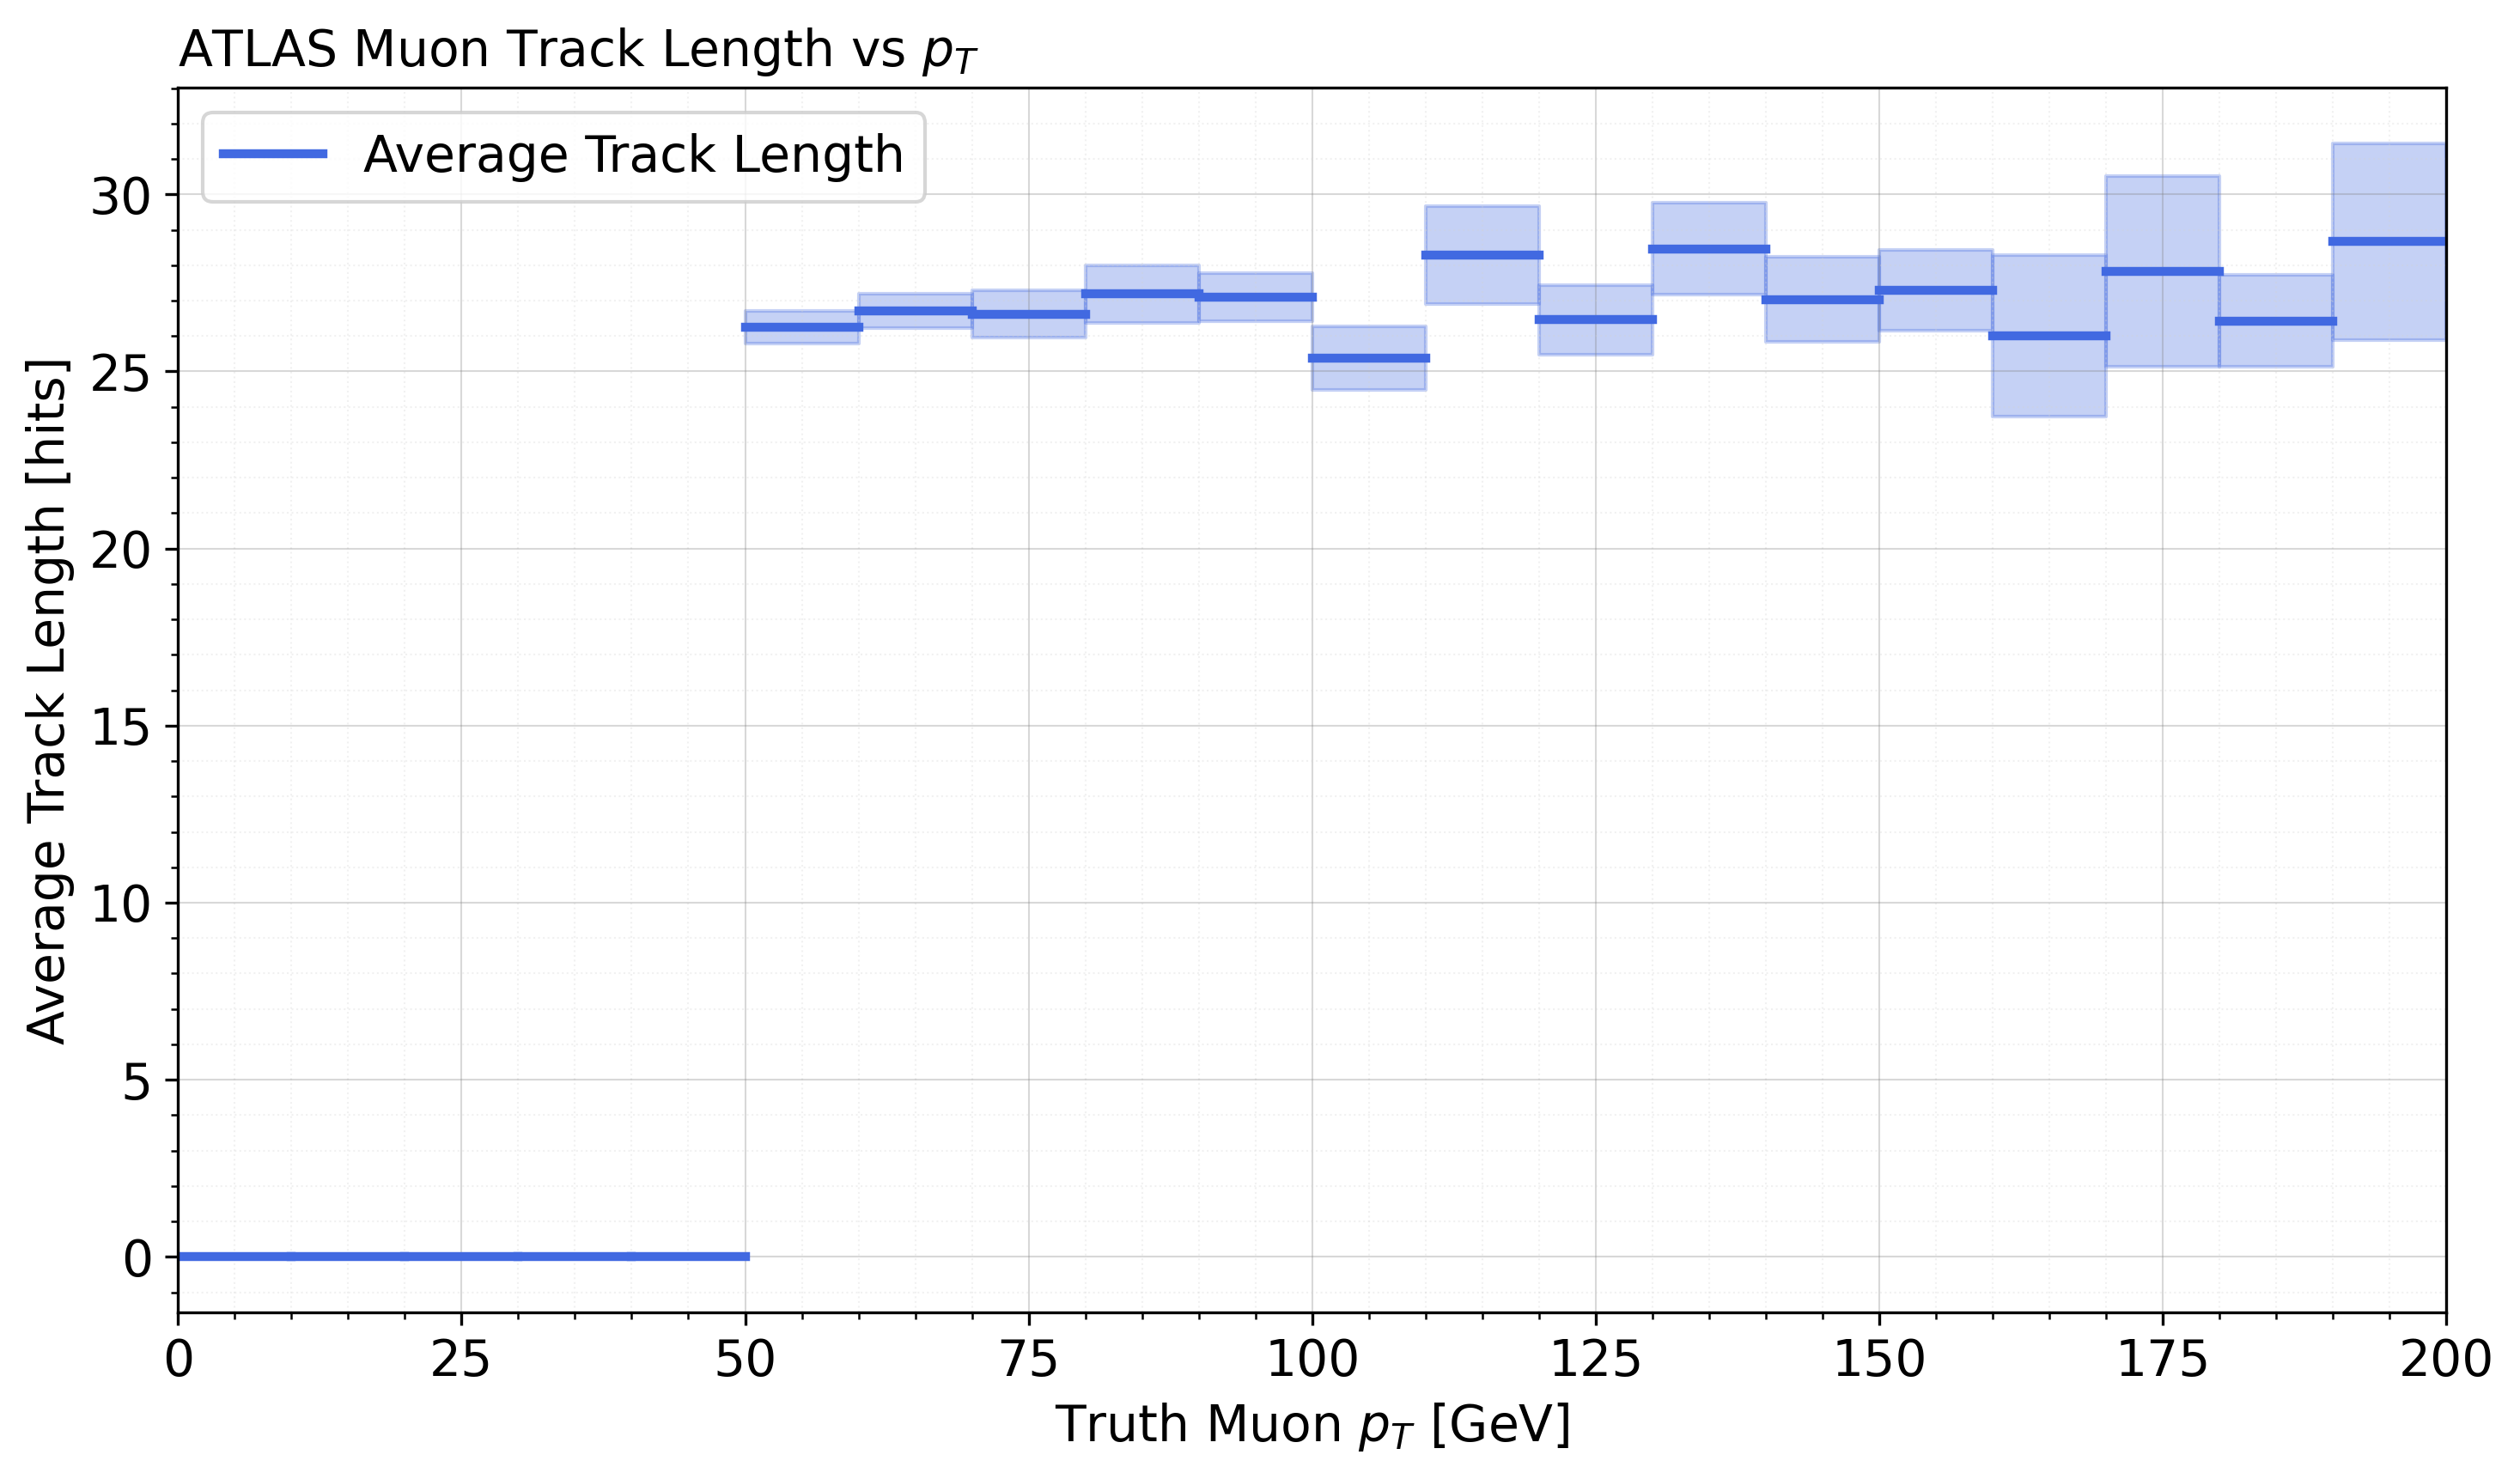 ATLAS Muon Track Length vs p_T
Average Track Length
Average Track Length [hits]
30
25
20
15
10
5
0
0 25 50 75 100 125 150 175 200
Truth Muon p_T [GeV]